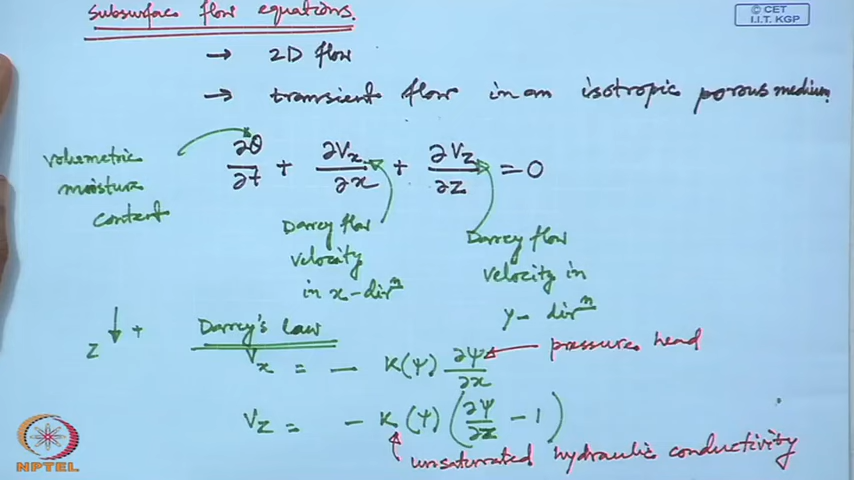 subsurface flow equations.
© CET
I.I.T. KGP
→ 2D flow
→ transient flow in an isotropic porous medium
volumetric moisture content
∂θ/∂t + ∂Vx/∂x + ∂Vz/∂z = 0
Darcy flow velocity in x-dirⁿ
Darcy flow velocity in y-dirⁿ
z ↓ +
Darcy's law
Vx = - K(ψ) ∂ψ/∂x
pressure head
Vz = - K(ψ) (∂ψ/∂z - 1)
unsaturated hydraulic conductivity
NPTEL